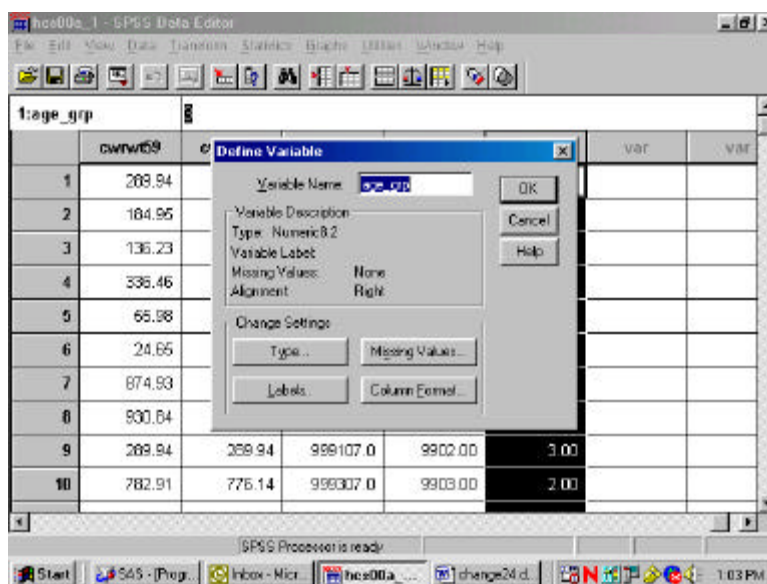 hes00a_1 - SPSS Data Editor
File Edit View Data Transform Statistics Graphs Utilities Window Help
1:age_grp
cwrwt59 var var
1 289.94
2 184.95
3 136.23
4 336.46
5 65.98
6 24.65
7 874.93
8 930.84
9 289.94 289.94 999107.0 9902.00 3.00
10 782.91 776.14 999307.0 9903.00 2.00
Define Variable
Variable Name: age_grp
OK
Cancel
Help
Variable Description
Type: Numeric8.2
Variable Label:
Missing Values: None
Alignment: Right
Change Settings
Type... Missing Values...
Labels... Column Format...
SPSS Processor is ready
Start SAS - [Prog... Inbox - Micr... hes00a_... change24.d... 1:03 PM